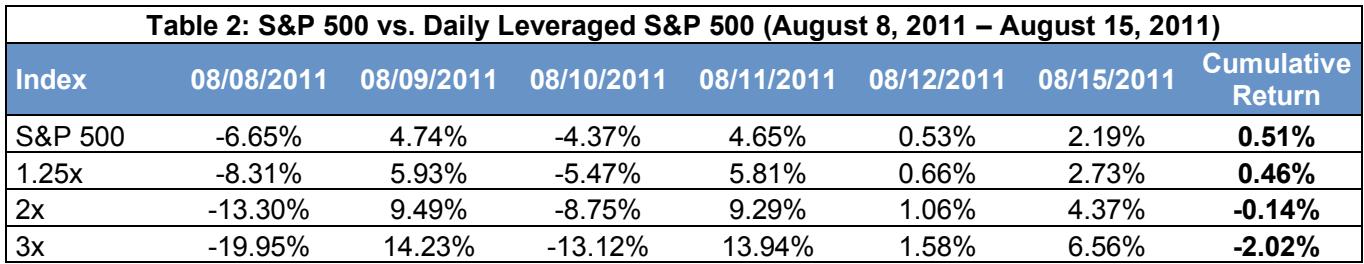 Table 2: S&P 500 vs. Daily Leveraged S&P 500 (August 8, 2011 – August 15, 2011)
Index 08/08/2011 08/09/2011 08/10/2011 08/11/2011 08/12/2011 08/15/2011 Cumulative Return
S&P 500 -6.65% 4.74% -4.37% 4.65% 0.53% 2.19% 0.51%
1.25x -8.31% 5.93% -5.47% 5.81% 0.66% 2.73% 0.46%
2x -13.30% 9.49% -8.75% 9.29% 1.06% 4.37% -0.14%
3x -19.95% 14.23% -13.12% 13.94% 1.58% 6.56% -2.02%